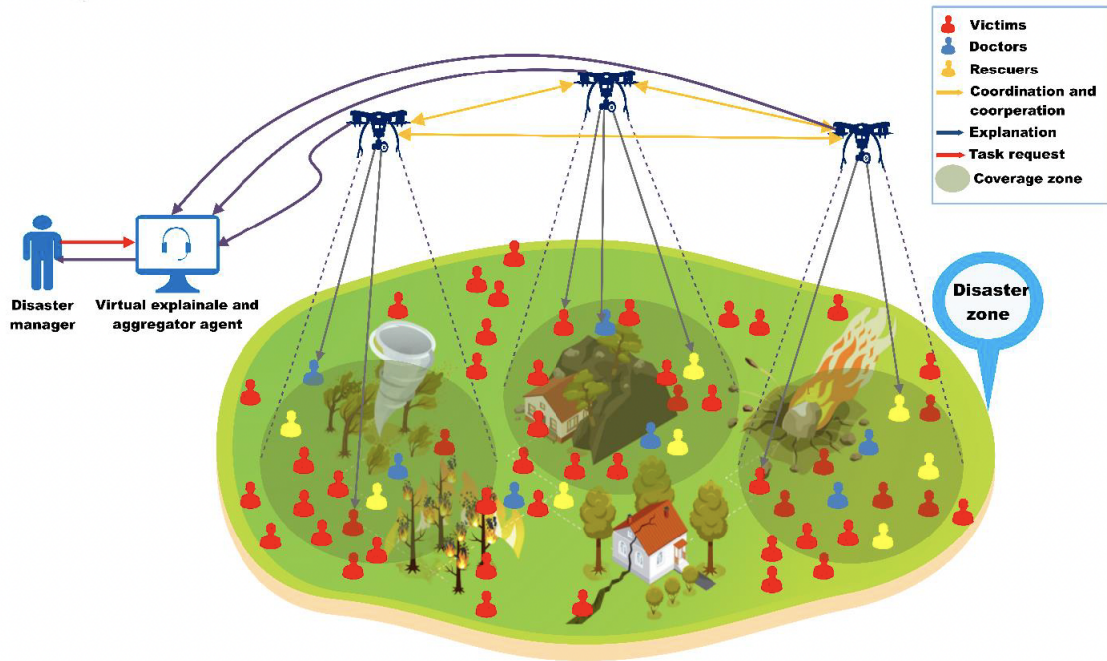 Victims
Doctors
Rescuers
Coordination and
coorperation
Explanation
Task request
Coverage zone
Disaster
zone
Disaster
manager
Virtual explainale and
aggregator agent